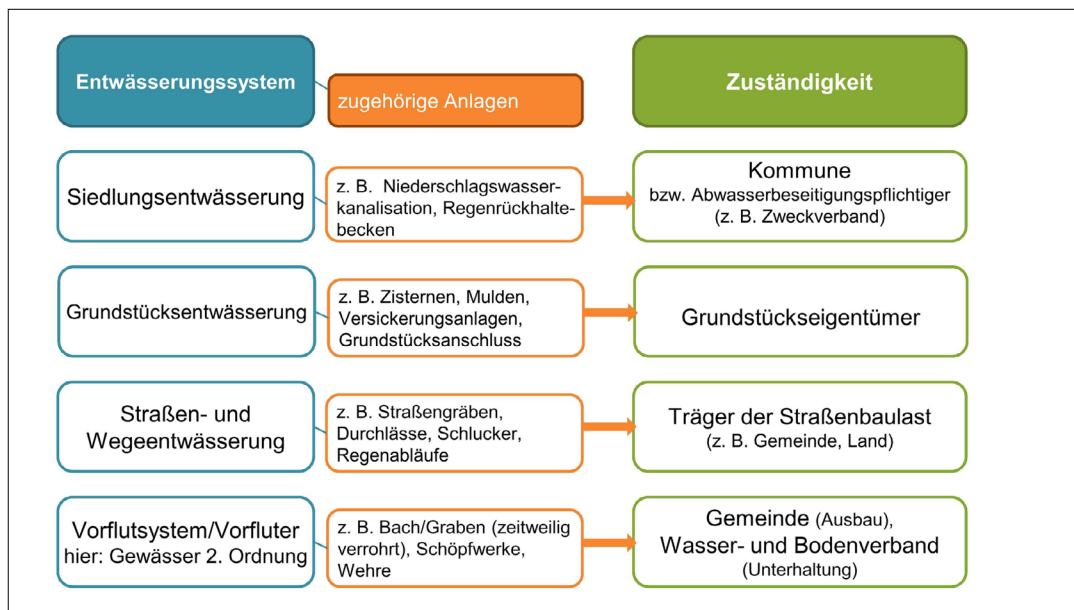 Entwässerungssystem
zugehörige Anlagen
Zuständigkeit
Siedlungsentwässerung
z. B. Niederschlagswasser-
kanalisation, Regenrückhalte-
becken
Kommune
bzw. Abwasserbeseitigungspflichtiger
(z. B. Zweckverband)
Grundstücksentwässerung
z. B. Zisternen, Mulden,
Versickerungsanlagen,
Grundstücksanschluss
Grundstückseigentümer
Straßen- und
Wegeentwässerung
z. B. Straßengräben,
Durchlässe, Schlucker,
Regenabläufe
Träger der Straßenbaulast
(z. B. Gemeinde, Land)
Vorflutsystem/Vorfluter
hier: Gewässer 2. Ordnung
z. B. Bach/Graben (zeitweilig
verrohrt), Schöpfwerke,
Wehre
Gemeinde (Ausbau),
Wasser- und Bodenverband
(Unterhaltung)